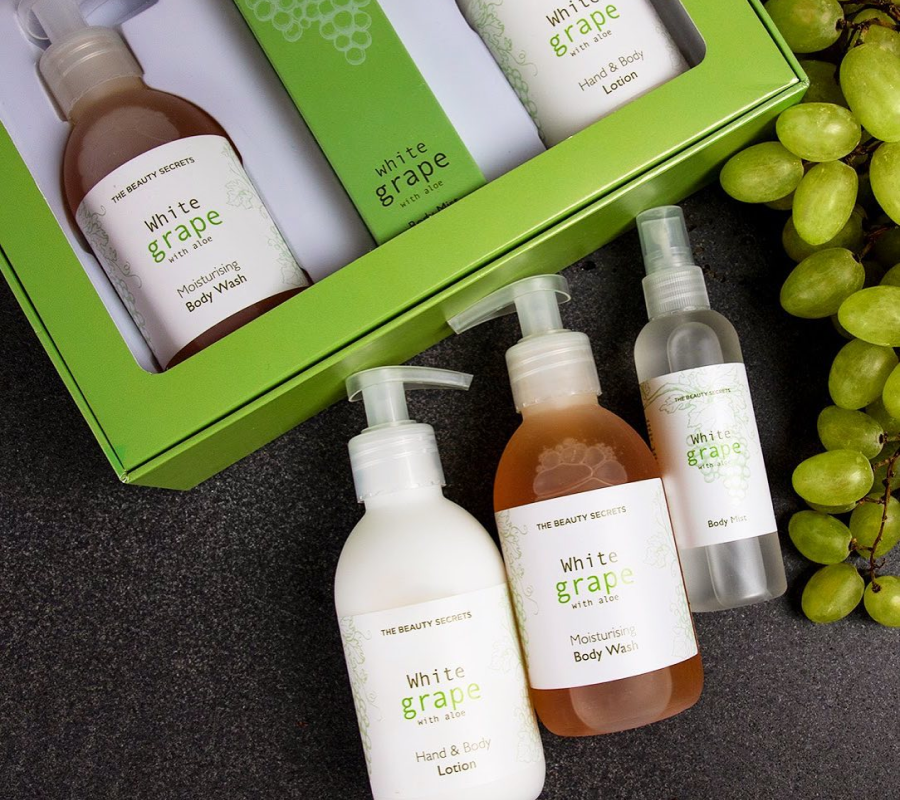 THE BEAUTY SECRETS
White
grape
with aloe
Moisturising
Body Wash
white
grape
with aloe
Body Mist
White
grape
with aloe
Hand & Body
Lotion
THE BEAUTY SECRETS
White
grape
with aloe
Hand & Body
Lotion
THE BEAUTY SECRETS
White
grape
with aloe
Moisturising
Body Wash
THE BEAUTY SECRETS
White
grape
with aloe
Body Mist